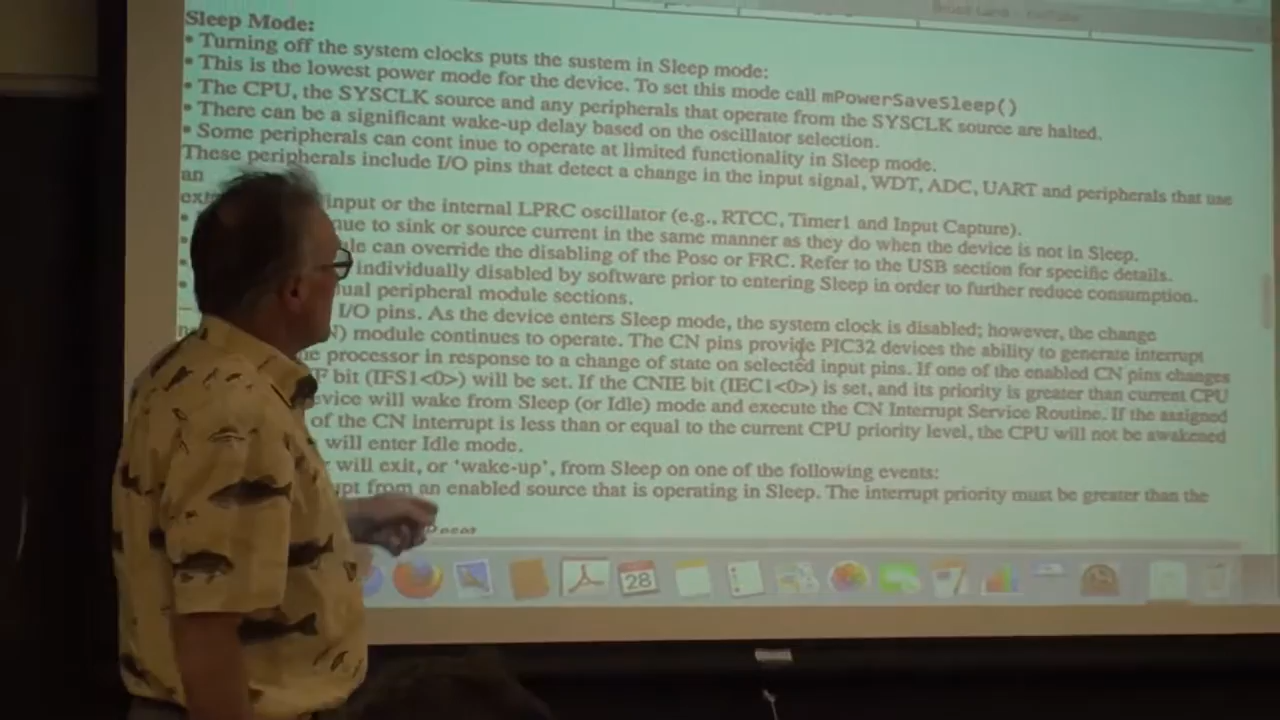 Sleep Mode:
• Turning off the system clocks puts the sustem in Sleep mode:
• This is the lowest power mode for the device. To set this mode call mPowerSaveSleep()
• The CPU, the SYSCLK source and any peripherals that operate from the SYSCLK source are halted.
• There can be a significant wake-up delay based on the oscillator selection.
• Some peripherals can cont inue to operate at limited functionality in Sleep mode.
These peripherals include I/O pins that detect a change in the input signal, WDT, ADC, UART and peripherals that use
an
input or the internal LPRC oscillator (e.g., RTCC, Timer1 and Input Capture).
nue to sink or source current in the same manner as they do when the device is not in Sleep.
can override the disabling of the Posc or FRC. Refer to the USB section for specific details.
individually disabled by software prior to entering Sleep in order to further reduce consumption.
ual peripheral module sections.
I/O pins. As the device enters Sleep mode, the system clock is disabled; however, the change
N) module continues to operate. The CN pins provide PIC32 devices the ability to generate interrupt
processor in response to a change of state on selected input pins. If one of the enabled CN pins changes
F bit (IFS1<0>) will be set. If the CNIE bit (IEC1<0>) is set, and its priority is greater than current CPU
evice will wake from Sleep (or Idle) mode and execute the CN Interrupt Service Routine. If the assigned
of the CN Interrupt is less than or equal to the current CPU priority level, the CPU will not be awakened
will enter Idle mode.
will exit, or 'wake-up', from Sleep on one of the following events:
upt from an enabled source that is operating in Sleep. The interrupt priority must be greater than the
28